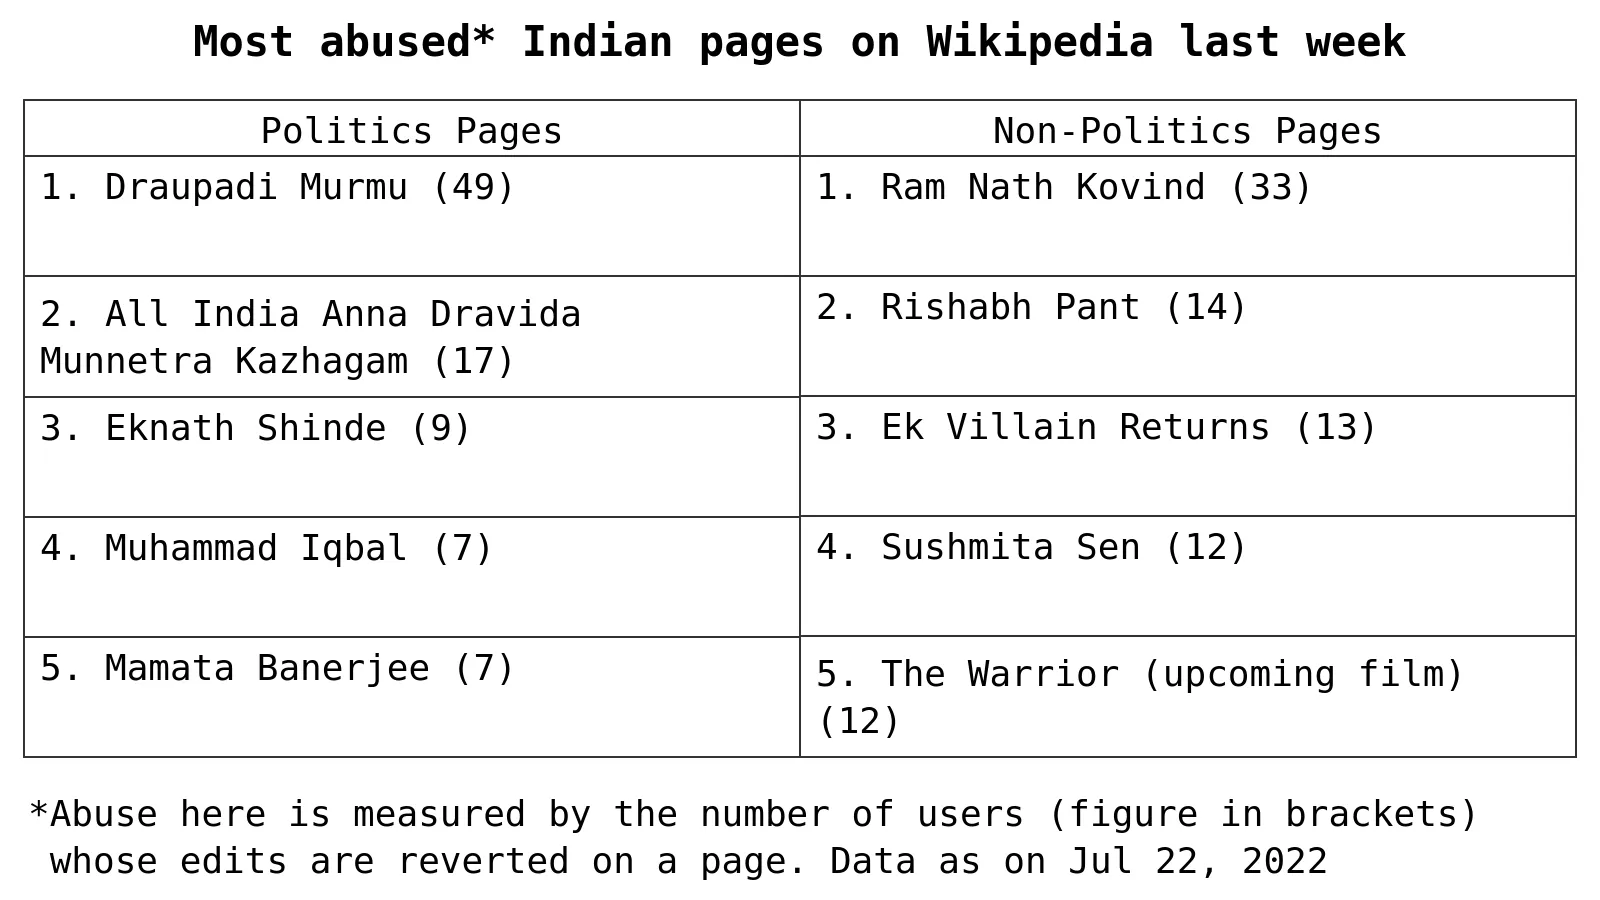 Most abused* Indian pages on Wikipedia last week
Politics Pages
1. Draupadi Murmu (49)
2. All India Anna Dravida
Munnetra Kazhagam (17)
3. Eknath Shinde (9)
4. Muhammad Iqbal (7)
5. Mamata Banerjee (7)
Non-Politics Pages
1. Ram Nath Kovind (33)
2. Rishabh Pant (14)
3. Ek Villain Returns (13)
4. Sushmita Sen (12)
5. The Warrior (upcoming film)
(12)
*Abuse here is measured by the number of users (figure in brackets)
whose edits are reverted on a page. Data as on Jul 22, 2022